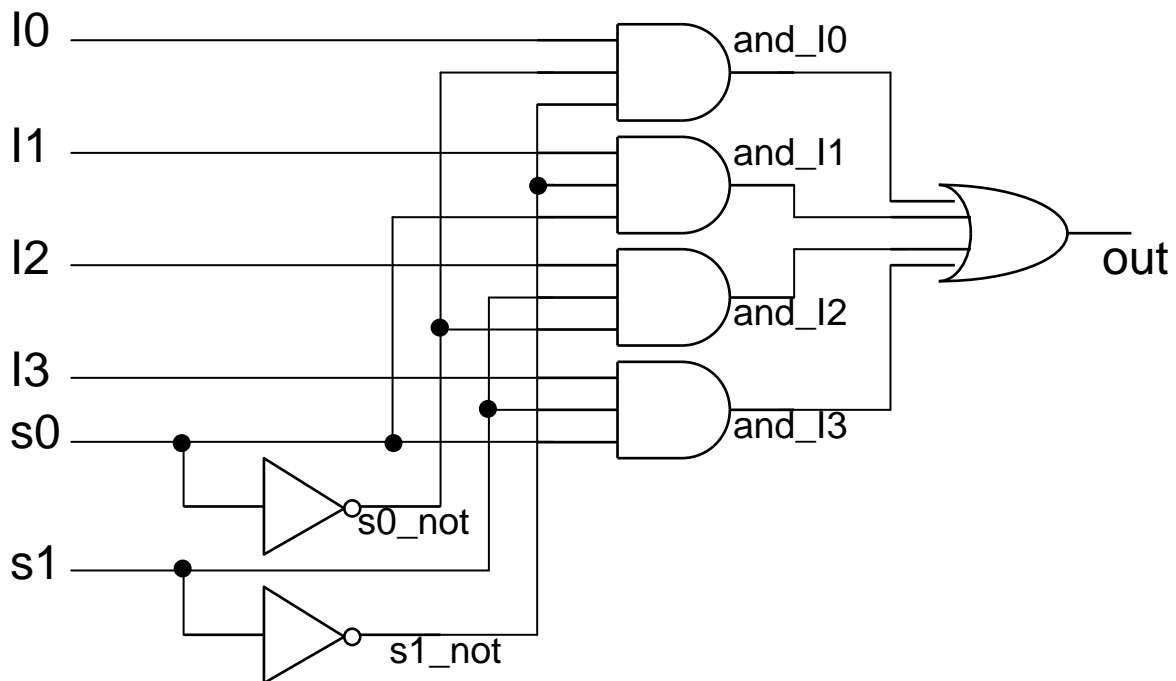 I0
and_I0
I1
and_I1
I2
out
and_I2
I3
and_I3
s0
s0_not
s1
s1_not